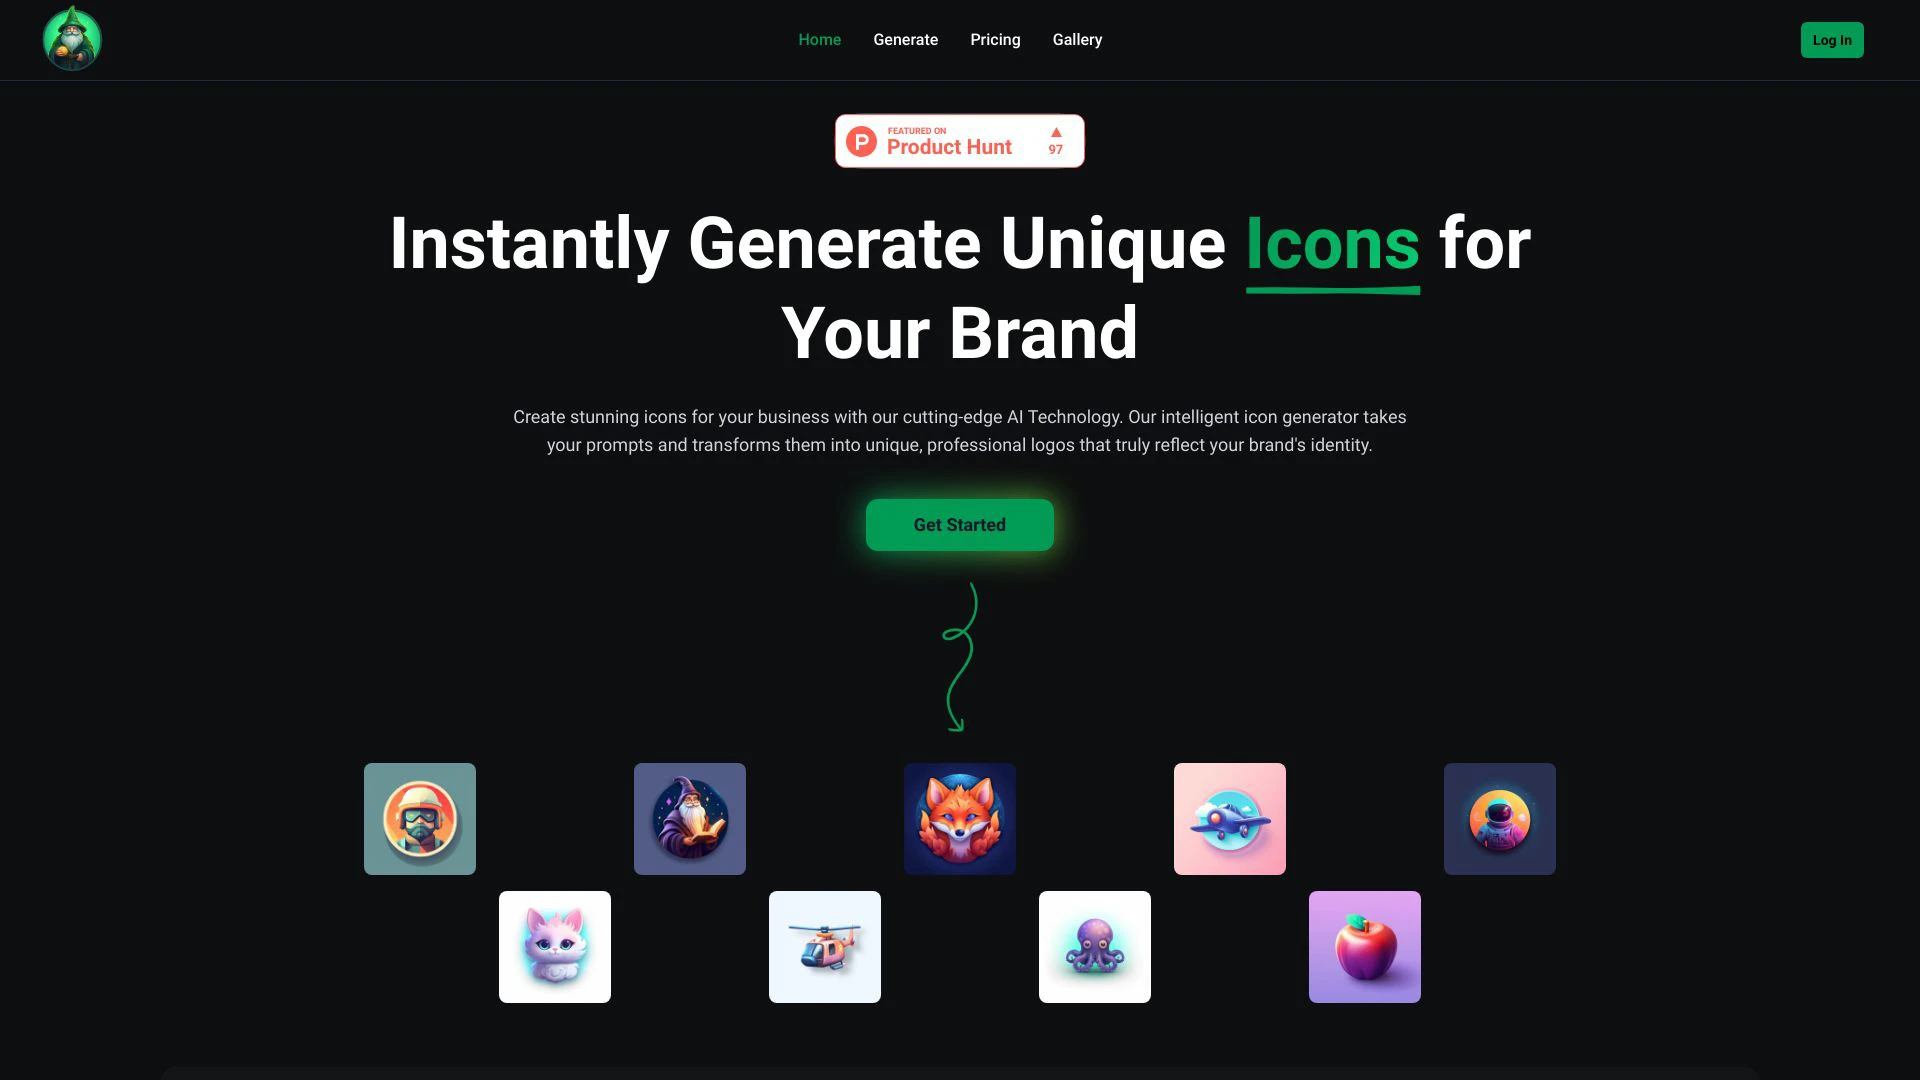 Home
Generate
Pricing
Gallery
Log In
FEATURED ON
P
Product Hunt
97
Instantly Generate Unique Icons for
Your Brand
Create stunning icons for your business with our cutting-edge AI Technology. Our intelligent icon generator takes
your prompts and transforms them into unique, professional logos that truly reflect your brand's identity.
Get Started